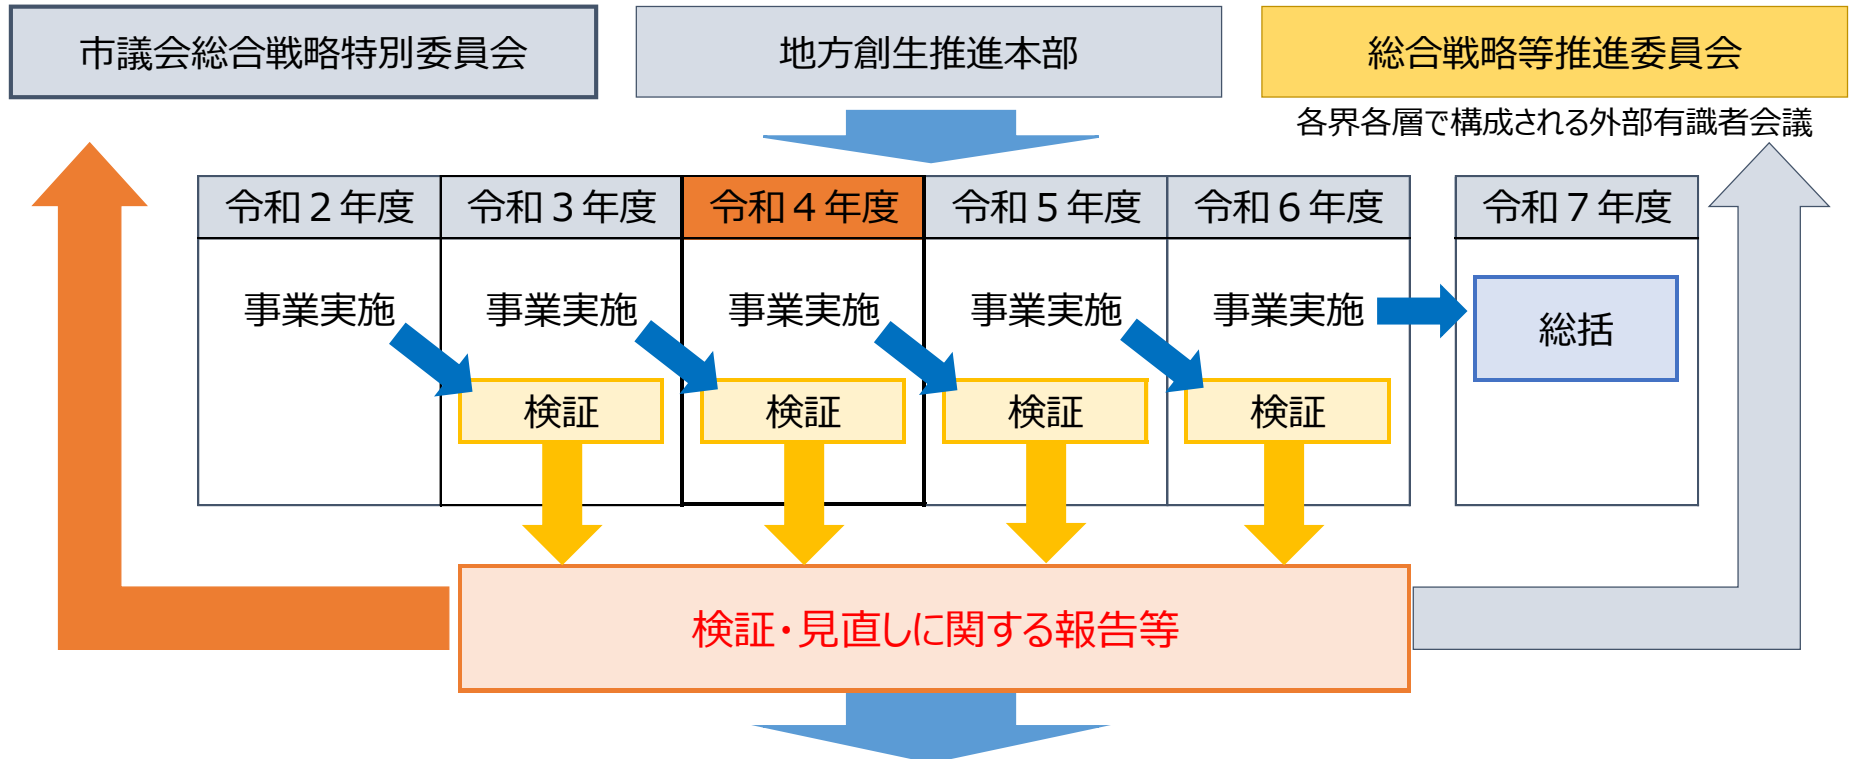 市議会総合戦略特別委員会
地方創生推進本部
総合戦略等推進委員会
各界各層で構成される外部有識者会議
令和２年度
令和３年度
令和４年度
令和５年度
令和６年度
令和７年度
事業実施
事業実施
事業実施
事業実施
事業実施
総括
検証
検証
検証
検証
検証・見直しに関する報告等